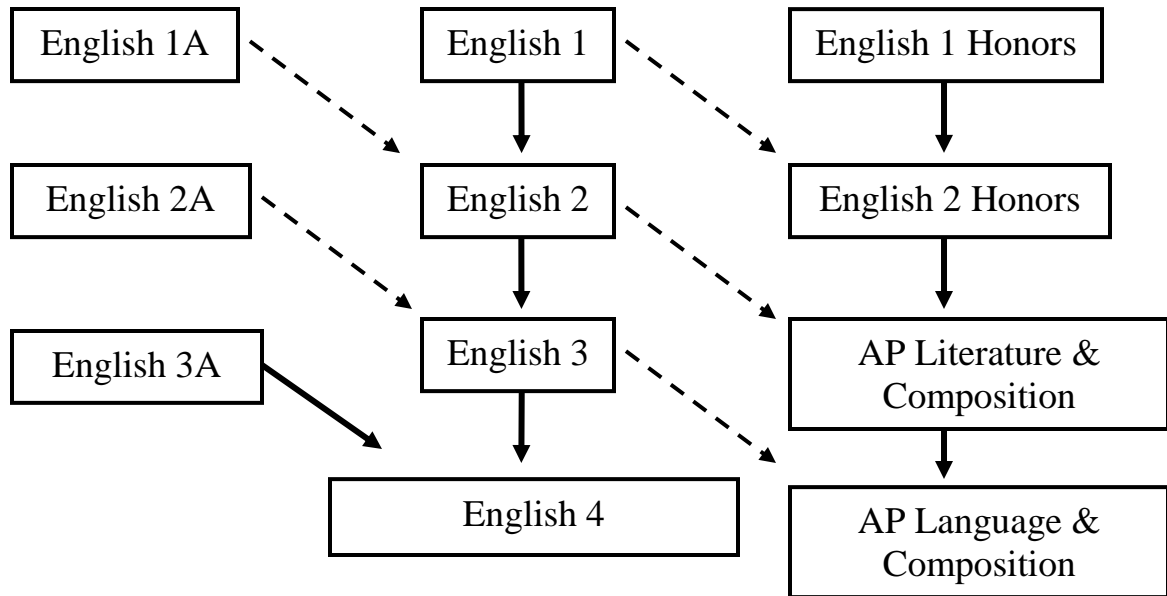 English 1A
English 1
English 1 Honors
English 2A
English 2
English 2 Honors
English 3A
English 3
AP Literature &
Composition
English 4
AP Language &
Composition